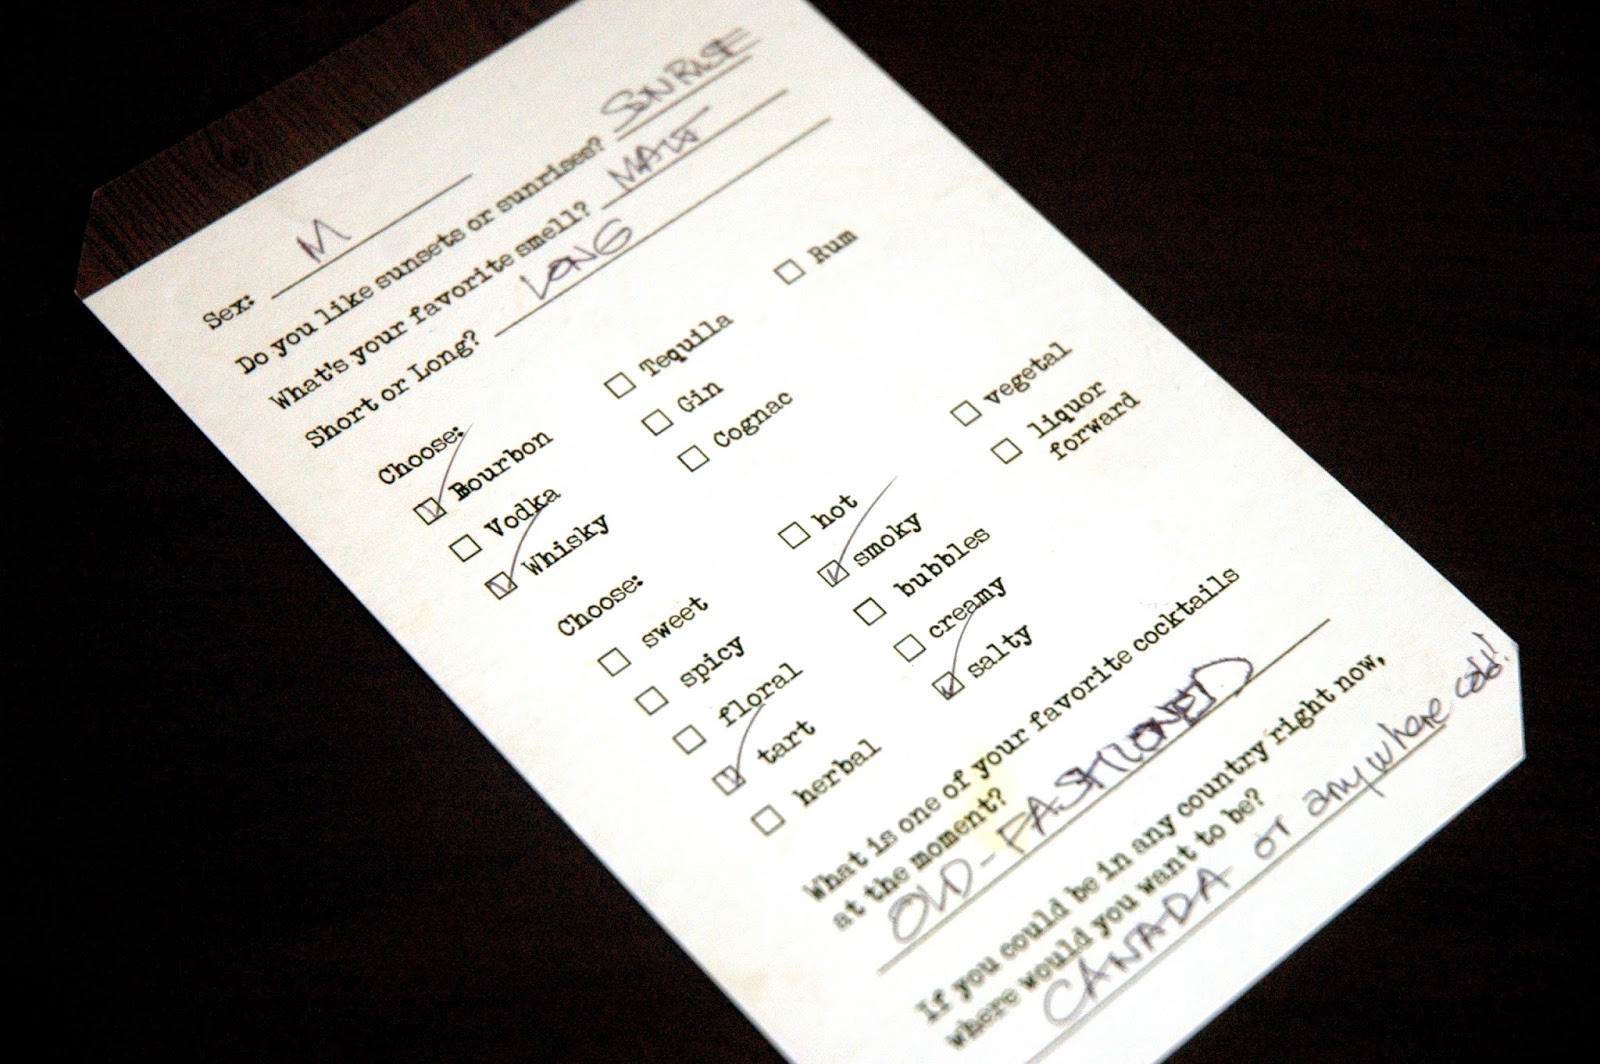 Sex: M
Do you like sunsets or sunrises? SUNRISE
What's your favorite smell? MALT
Short or Long? LONG
Choose:
Bourbon Tequila Rum
Vodka Gin
Whisky Cognac
Choose:
sweet hot vegetal
spicy smoky liquor
forward
floral bubbles
tart creamy
herbal salty
What is one of your favorite cocktails
at the moment?
OLD-FASHIONED
If you could be in any country right now,
where would you want to be?
CANADA or anywhere cold!